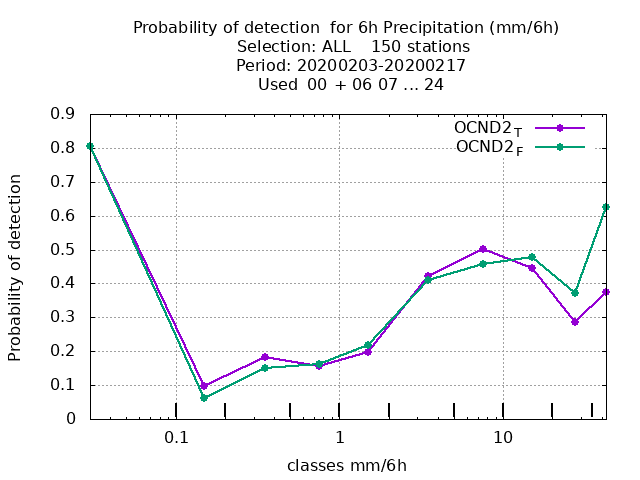 Probability of detection  for 6h Precipitation (mm/6h)
Selection: ALL    150 stations
Period: 20200203-20200217
Used  00 + 06 07 ... 24
OCND2T
OCND2F
Probability of detection
0.9
0.8
0.7
0.6
0.5
0.4
0.3
0.2
0.1
0
0.1 1 10
classes mm/6h